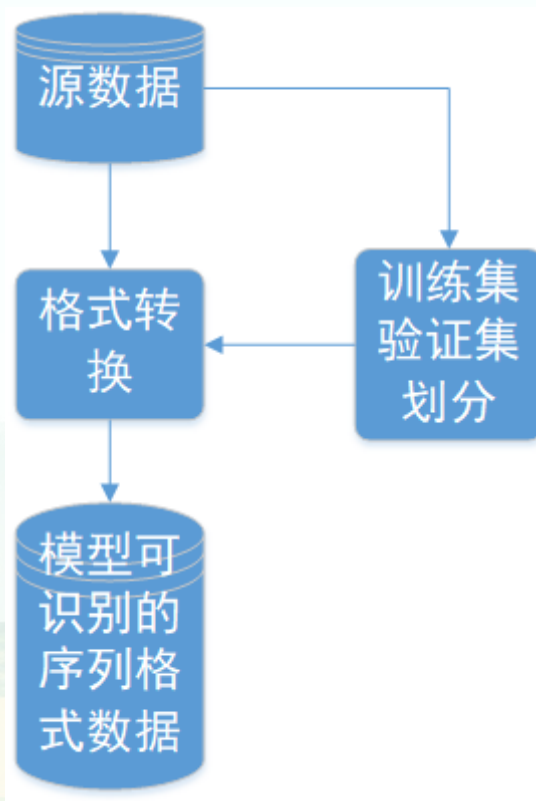 源数据
格式转
换
训练集
验证集
划分
模型可
识别的
序列格
式数据